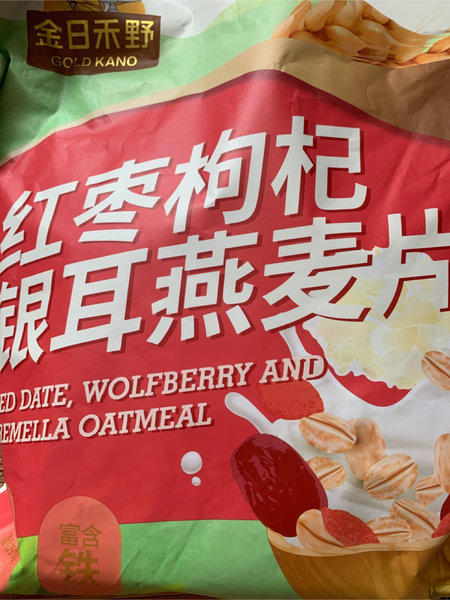 金日禾野
GOLD KANO
红枣枸杞
银耳燕麦片
ED DATE, WOLFBERRY AND
REMELLA OATMEAL
富含
铁